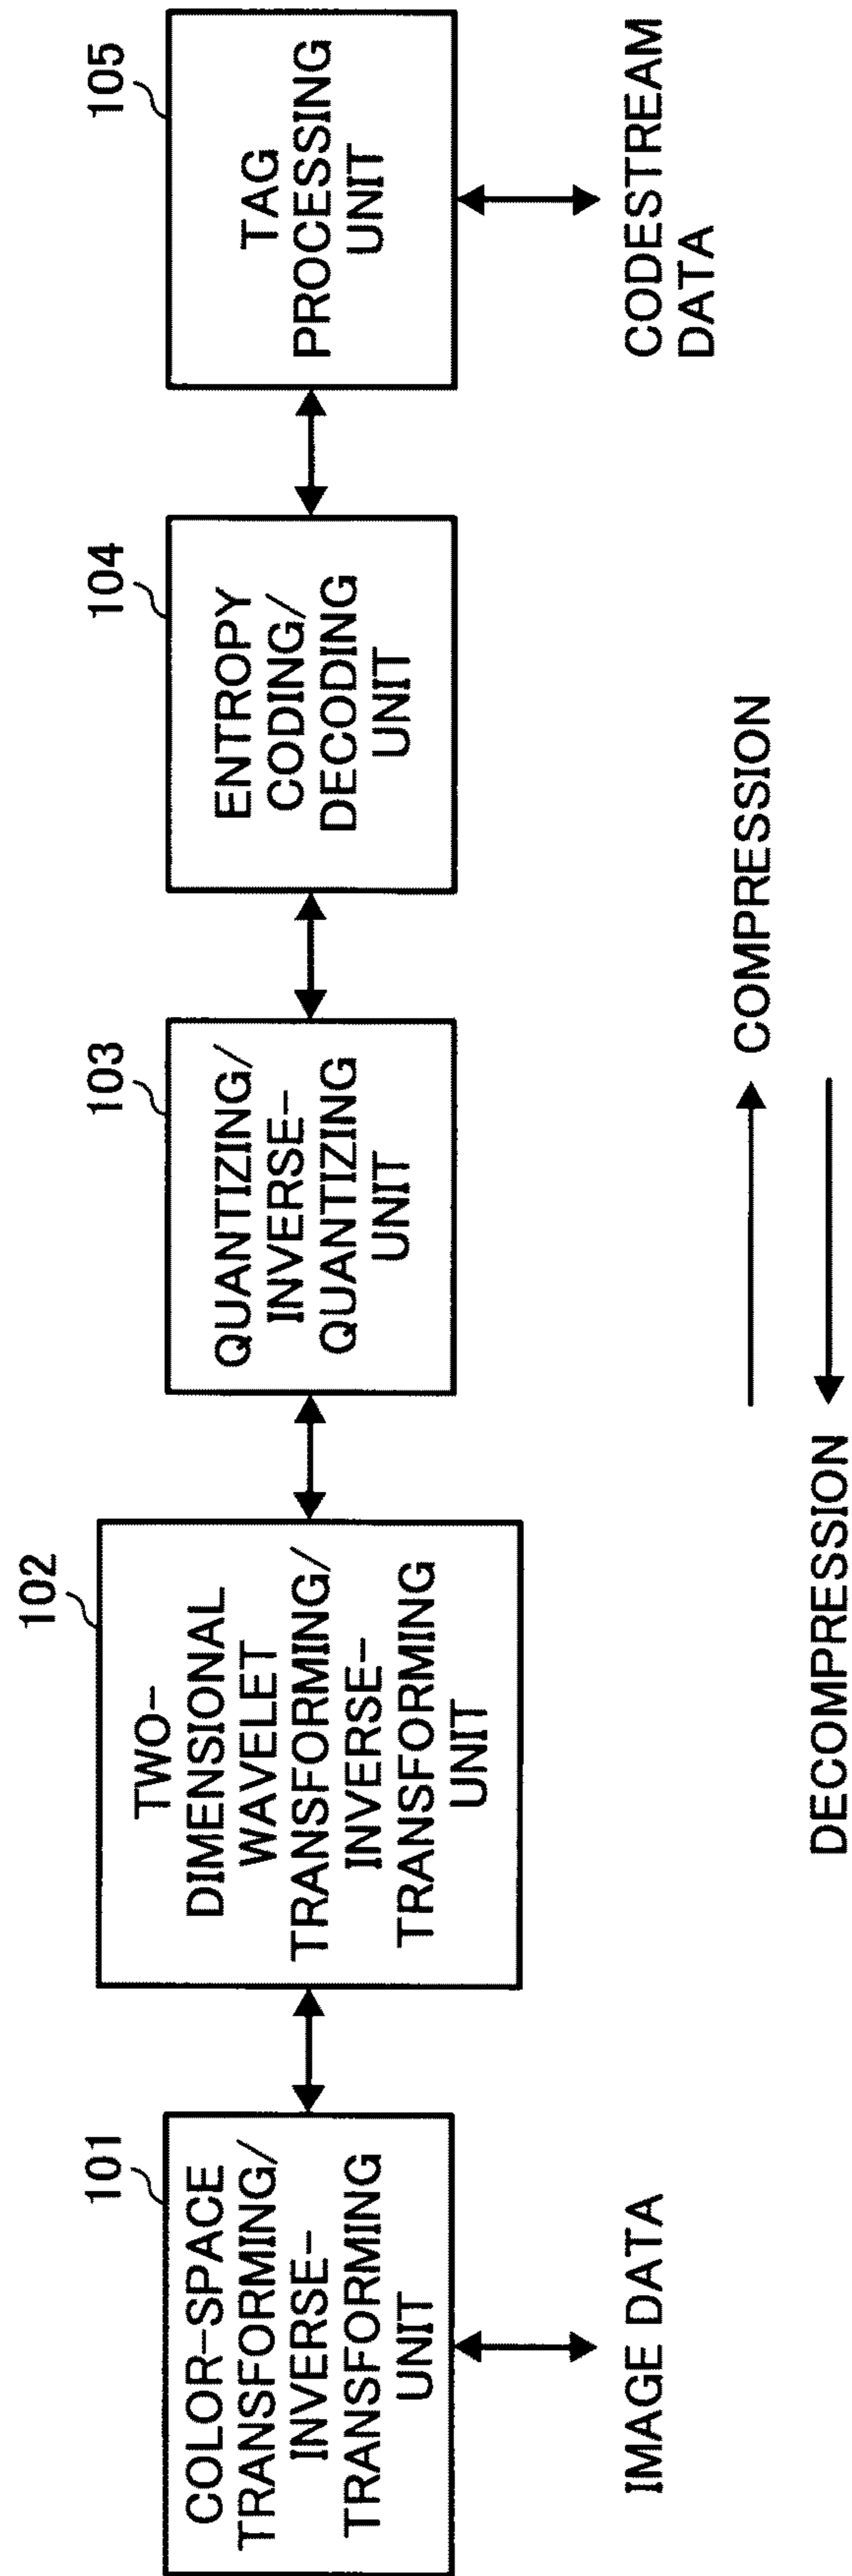 101
COLOR-SPACE
TRANSFORMING/
INVERSE-
TRANSFORMING
UNIT
IMAGE DATA
102
TWO-
DIMENSIONAL
WAVELET
TRANSFORMING/
INVERSE-
TRANSFORMING
UNIT
103
QUANTIZING/
INVERSE-
QUANTIZING
UNIT
104
ENTROPY
CODING/
DECODING
UNIT
105
TAG
PROCESSING
UNIT
CODESTREAM
DATA
COMPRESSION
DECOMPRESSION